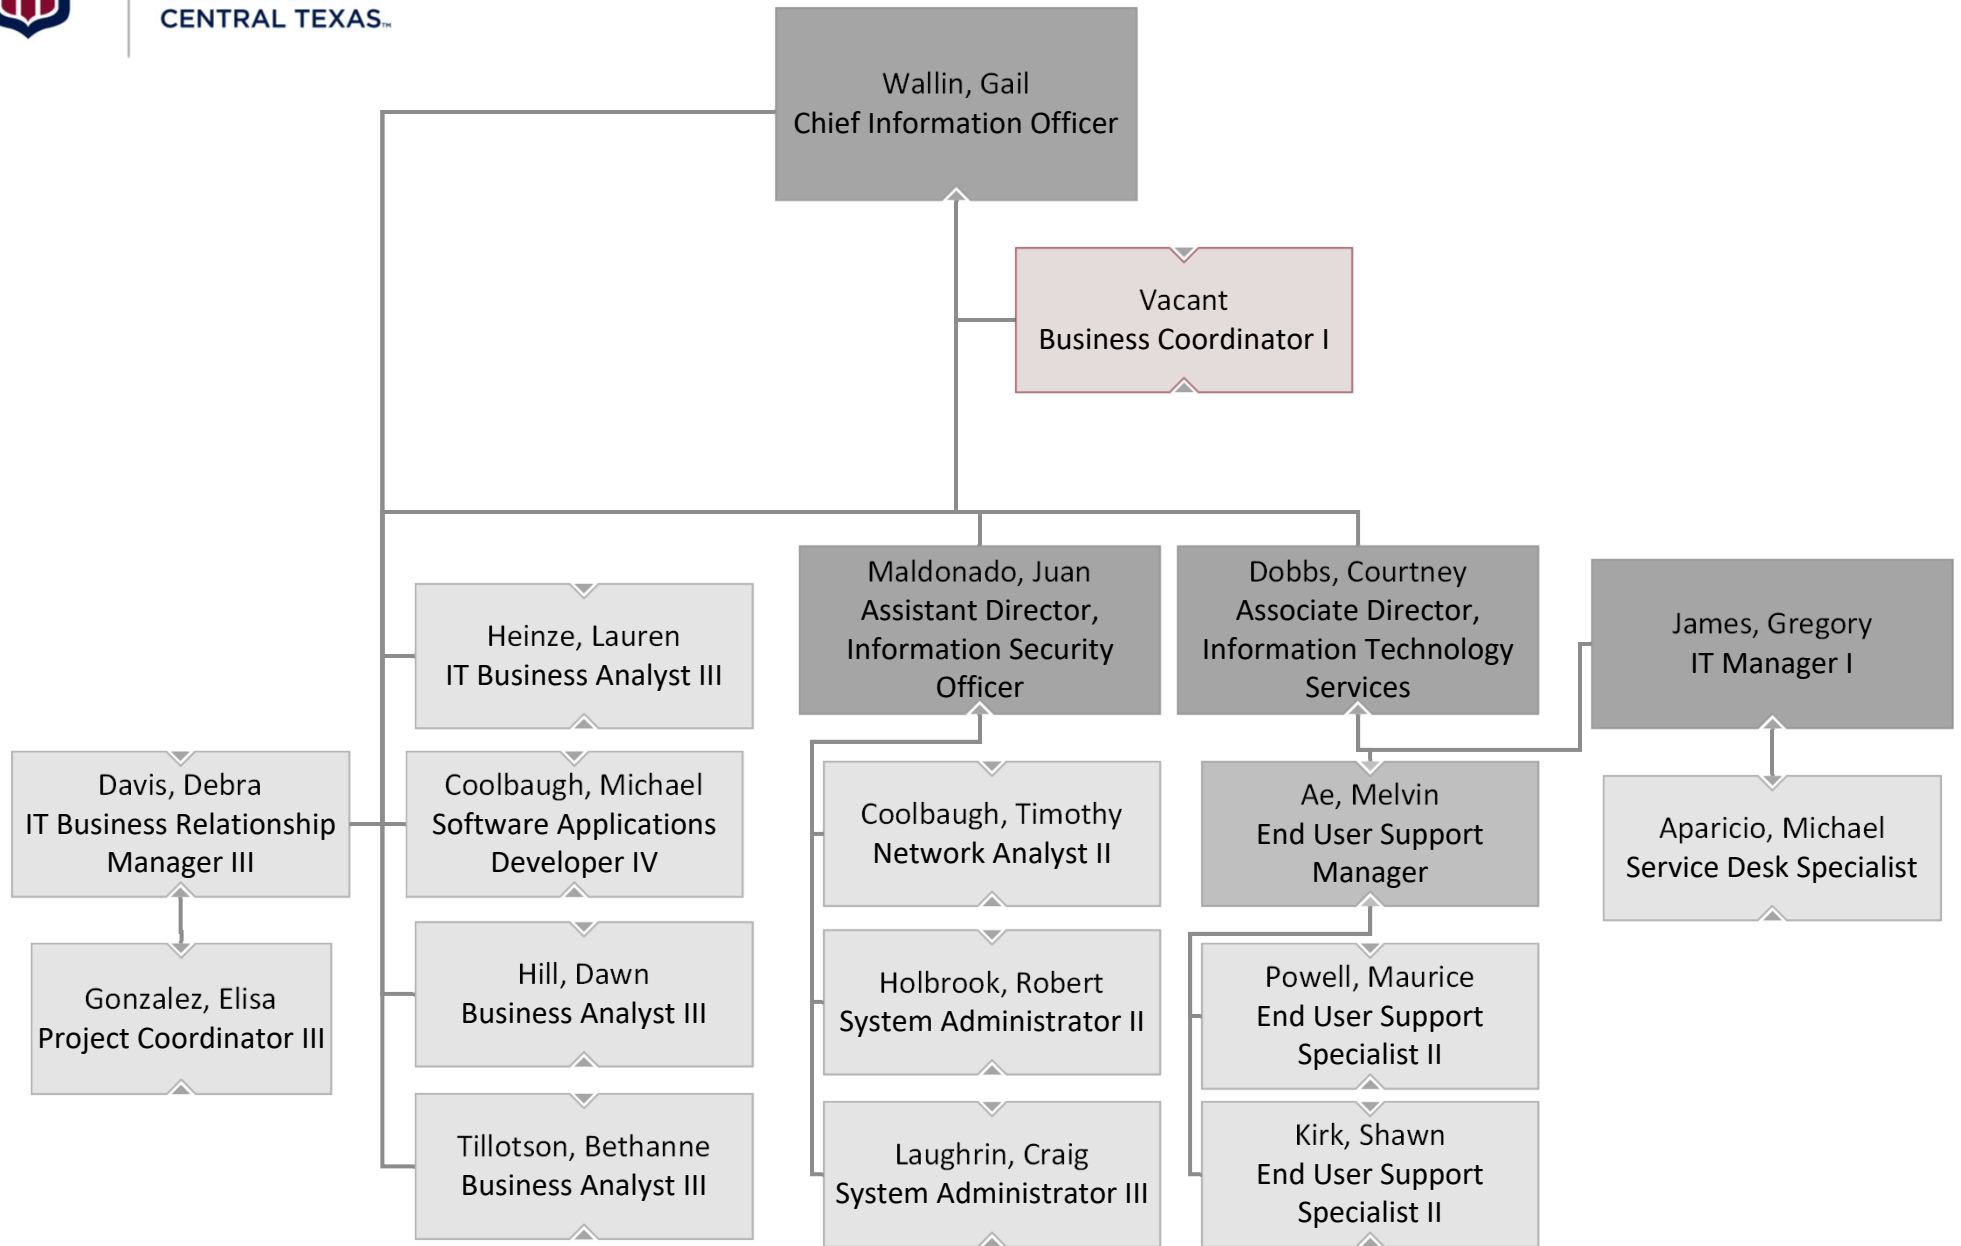 CENTRAL TEXAS™
Wallin, Gail
Chief Information Officer
Vacant
Business Coordinator I
Maldonado, Juan
Assistant Director,
Information Security
Officer
Dobbs, Courtney
Associate Director,
Information Technology
Services
James, Gregory
IT Manager I
Heinze, Lauren
IT Business Analyst III
Davis, Debra
IT Business Relationship
Manager III
Coolbaugh, Michael
Software Applications
Developer IV
Coolbaugh, Timothy
Network Analyst II
Ae, Melvin
End User Support
Manager
Aparicio, Michael
Service Desk Specialist
Gonzalez, Elisa
Project Coordinator III
Hill, Dawn
Business Analyst III
Holbrook, Robert
System Administrator II
Powell, Maurice
End User Support
Specialist II
Tillotson, Bethanne
Business Analyst III
Laughrin, Craig
System Administrator III
Kirk, Shawn
End User Support
Specialist II